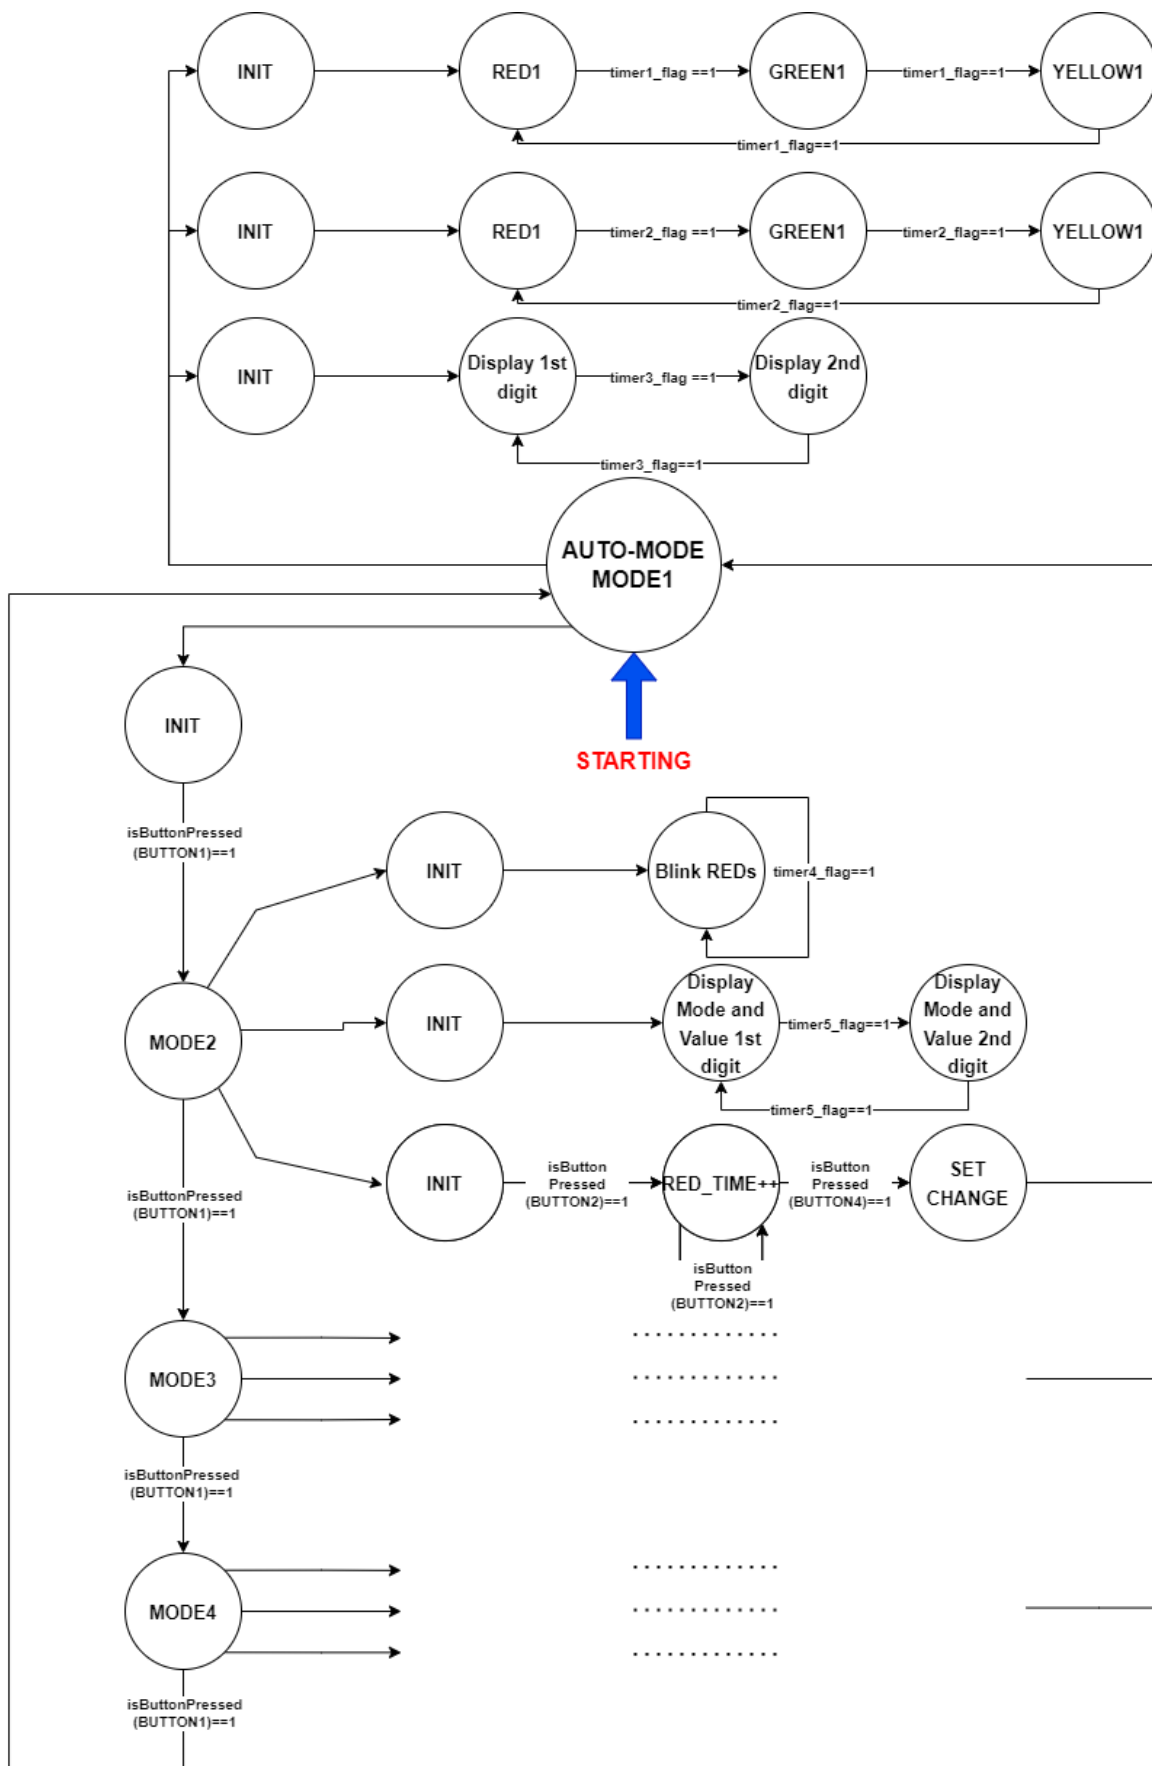 INIT
RED1
timer1_flag ==1
GREEN1
timer1_flag==1
YELLOW1
timer1_flag==1
INIT
RED1
timer2_flag ==1
GREEN1
timer2_flag==1
YELLOW1
timer2_flag==1
INIT
Display 1st
digit
timer3_flag ==1
Display 2nd
digit
timer3_flag==1
AUTO-MODE
MODE1
STARTING
INIT
isButtonPressed
(BUTTON1)==1
INIT
Blink REDs
timer4_flag==1
MODE2
INIT
Display
Mode and
Value 1st
digit
timer5_flag==1
Display
Mode and
Value 2nd
digit
timer5_flag==1
INIT
isButton
Pressed
(BUTTON2)==1
RED_TIME++
isButton
Pressed
(BUTTON4)==1
SET
CHANGE
isButton
Pressed
(BUTTON2)==1
isButtonPressed
(BUTTON1)==1
MODE3
isButtonPressed
(BUTTON1)==1
MODE4
isButtonPressed
(BUTTON1)==1